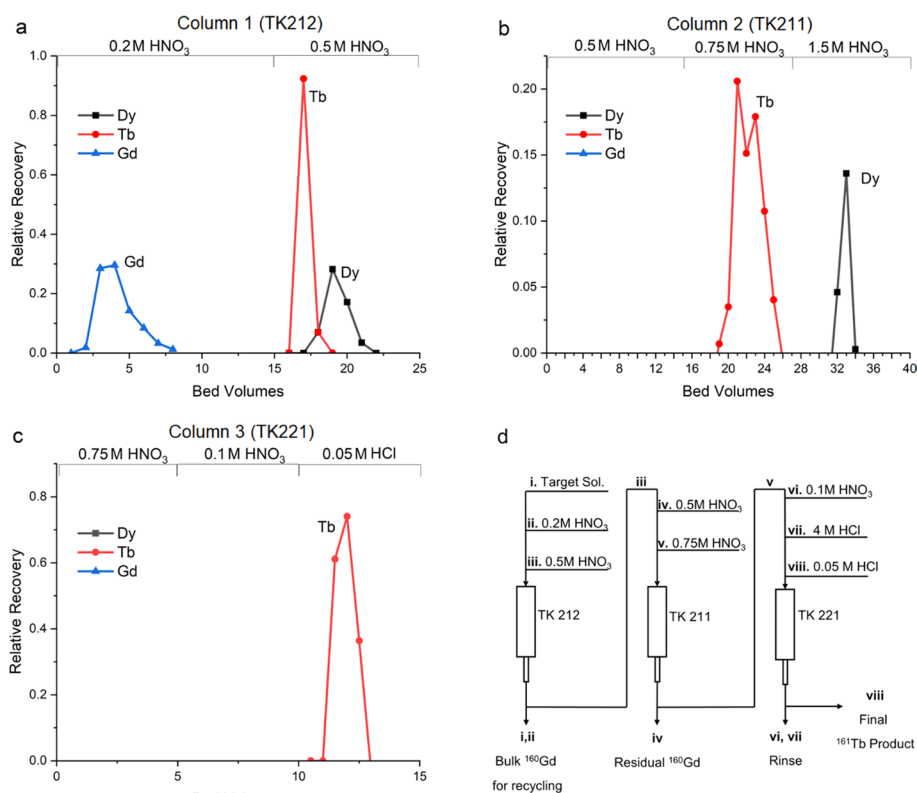 a
Column 1 (TK212)
0.2 M HNO₃
0.5 M HNO₃
Relative Recovery
1.0
0.8
0.6
0.4
0.2
0.0
Dy
Tb
Gd
Gd
Tb
Dy
0
5
10
15
20
25
Bed Volumes
b
Column 2 (TK211)
0.5 M HNO₃
0.75 M HNO₃
1.5 M HNO₃
Relative Recovery
0.20
0.15
0.10
0.05
0.00
Dy
Tb
Gd
Tb
Dy
0
4
8
12
16
20
24
28
32
36
40
Bed Volumes
c
Column 3 (TK221)
0.75 M HNO₃
0.1 M HNO₃
0.05 M HCl
Relative Recovery
0.8
0.6
0.4
0.2
0.0
Dy
Tb
Gd
Tb
0
5
10
15
d
i. Target Sol.
ii. 0.2M HNO₃
iii. 0.5M HNO₃
TK 212
i,ii
Bulk ¹⁶⁰Gd
for recycling
iii
iv. 0.5M HNO₃
v. 0.75M HNO₃
TK 211
iv
Residual ¹⁶⁰Gd
v
vi. 0.1M HNO₃
vii. 4 M HCl
viii. 0.05 M HCl
TK 221
vi, vii
Rinse
viii
Final
¹⁶¹Tb Product